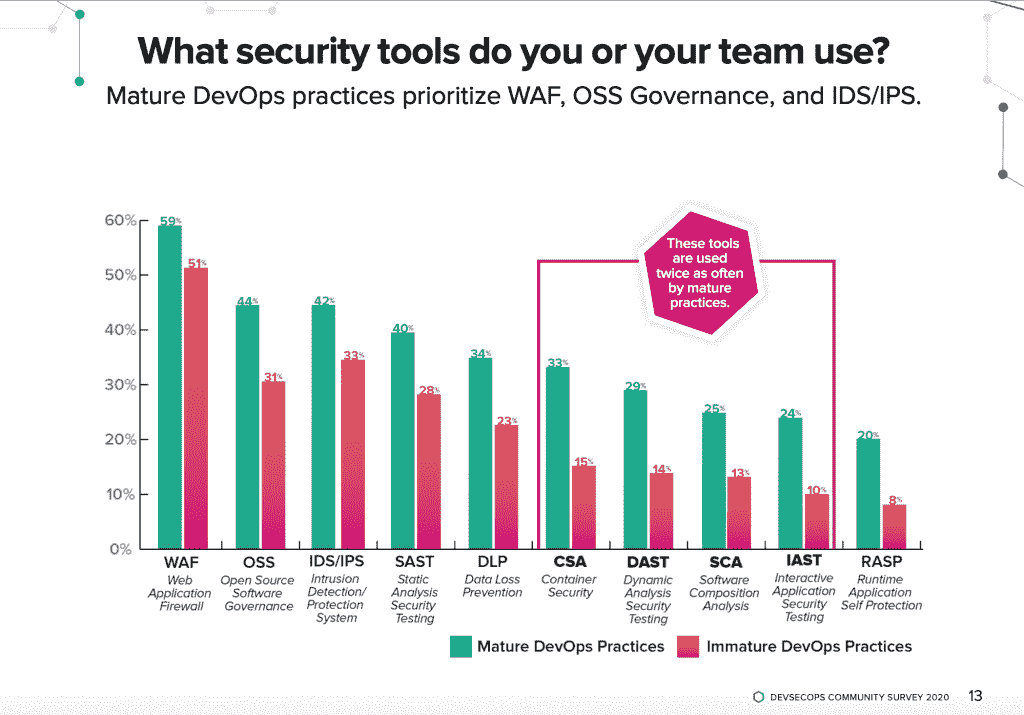 What security tools do you or your team use?
Mature DevOps practices prioritize WAF, OSS Governance, and IDS/IPS.
60%
50%
40%
30%
20%
10%
0%
59%
51%
44%
31%
42%
33%
40%
28%
34%
23%
33%
15%
29%
14%
25%
13%
24%
10%
20%
8%
These tools
are used
twice as often
by mature
practices.
WAF
Web
Application
Firewall
OSS
Open Source
Software
Governance
IDS/IPS
Intrusion
Detection/
Protection
System
SAST
Static
Analysis
Security
Testing
DLP
Data Loss
Prevention
CSA
Container
Security
DAST
Dynamic
Analysis
Security
Testing
SCA
Software
Composition
Analysis
IAST
Interactive
Application
Security
Testing
RASP
Runtime
Application
Self Protection
Mature DevOps Practices
Immature DevOps Practices
DEVSECOPS COMMUNITY SURVEY 2020 13